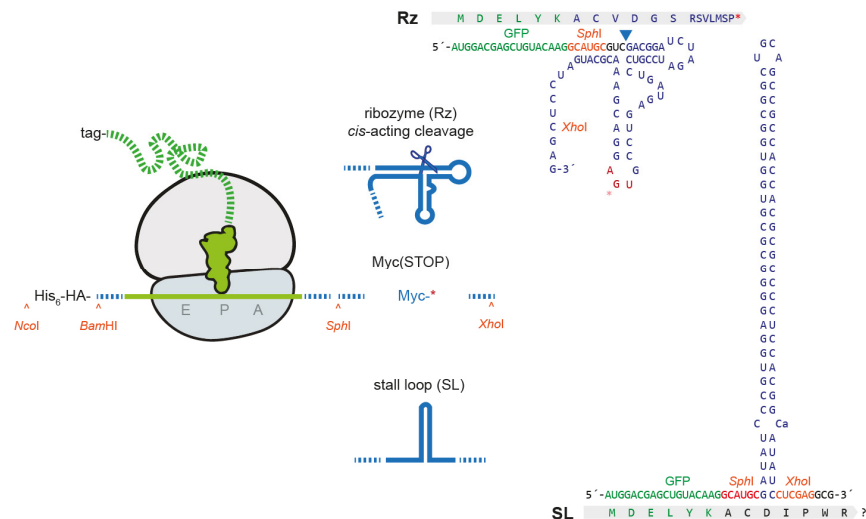 Rz M D E L Y K A C V D G S RSVLMSP*
GFP SphI
5´-AUGGACGAGCUGUACAAGGCAUGCGUCGACGGA
XhoI
G-3´
tag-
ribozyme (Rz)
cis-acting cleavage
Myc(STOP)
His6-HA-
Myc-*
E P A
^ ^ ^ ^
NcoI BamHI SphI XhoI
stall loop (SL)
C Ca
GFP SphI XhoI
5´-AUGGACGAGCUGUACAAGGCAUGCGCCUCGAGGCG-3´
SL M D E L Y K A C D I P W R ?